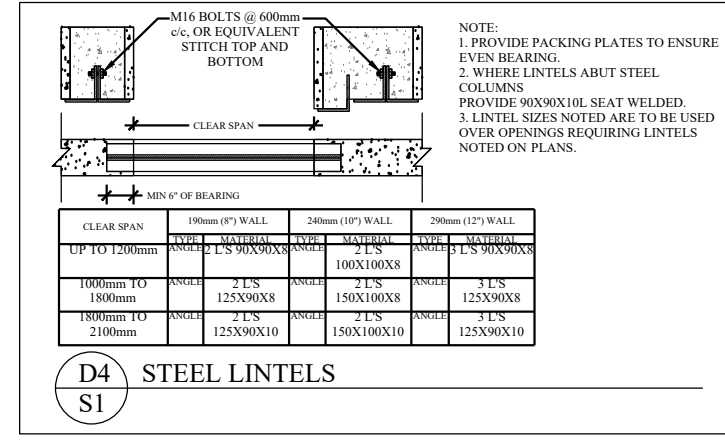 M16 BOLTS @ 600mm
c/c, OR EQUIVALENT
STITCH TOP AND
BOTTOM
NOTE:
1. PROVIDE PACKING PLATES TO ENSURE
EVEN BEARING.
2. WHERE LINTELS ABUT STEEL
COLUMNS
PROVIDE 90X90X10L SEAT WELDED.
3. LINTEL SIZES NOTED ARE TO BE USED
OVER OPENINGS REQUIRING LINTELS
NOTED ON PLANS.
CLEAR SPAN
MIN 6" OF BEARING
CLEAR SPAN 190mm (8") WALL 240mm (10") WALL 290mm (12") WALL
TYPE MATERIAL TYPE MATERIAL TYPE MATERIAL
UP TO 1200mm ANGLE 2 L'S 90X90X8 ANGLE 2 L'S 100X100X8 ANGLE 3 L'S 90X90X8
1000mm TO 1800mm ANGLE 2 L'S 125X90X8 ANGLE 2 L'S 150X100X8 ANGLE 3 L'S 125X90X8
1800mm TO 2100mm ANGLE 2 L'S 125X90X10 ANGLE 2 L'S 150X100X10 ANGLE 3 L'S 125X90X10
D4 STEEL LINTELS
S1